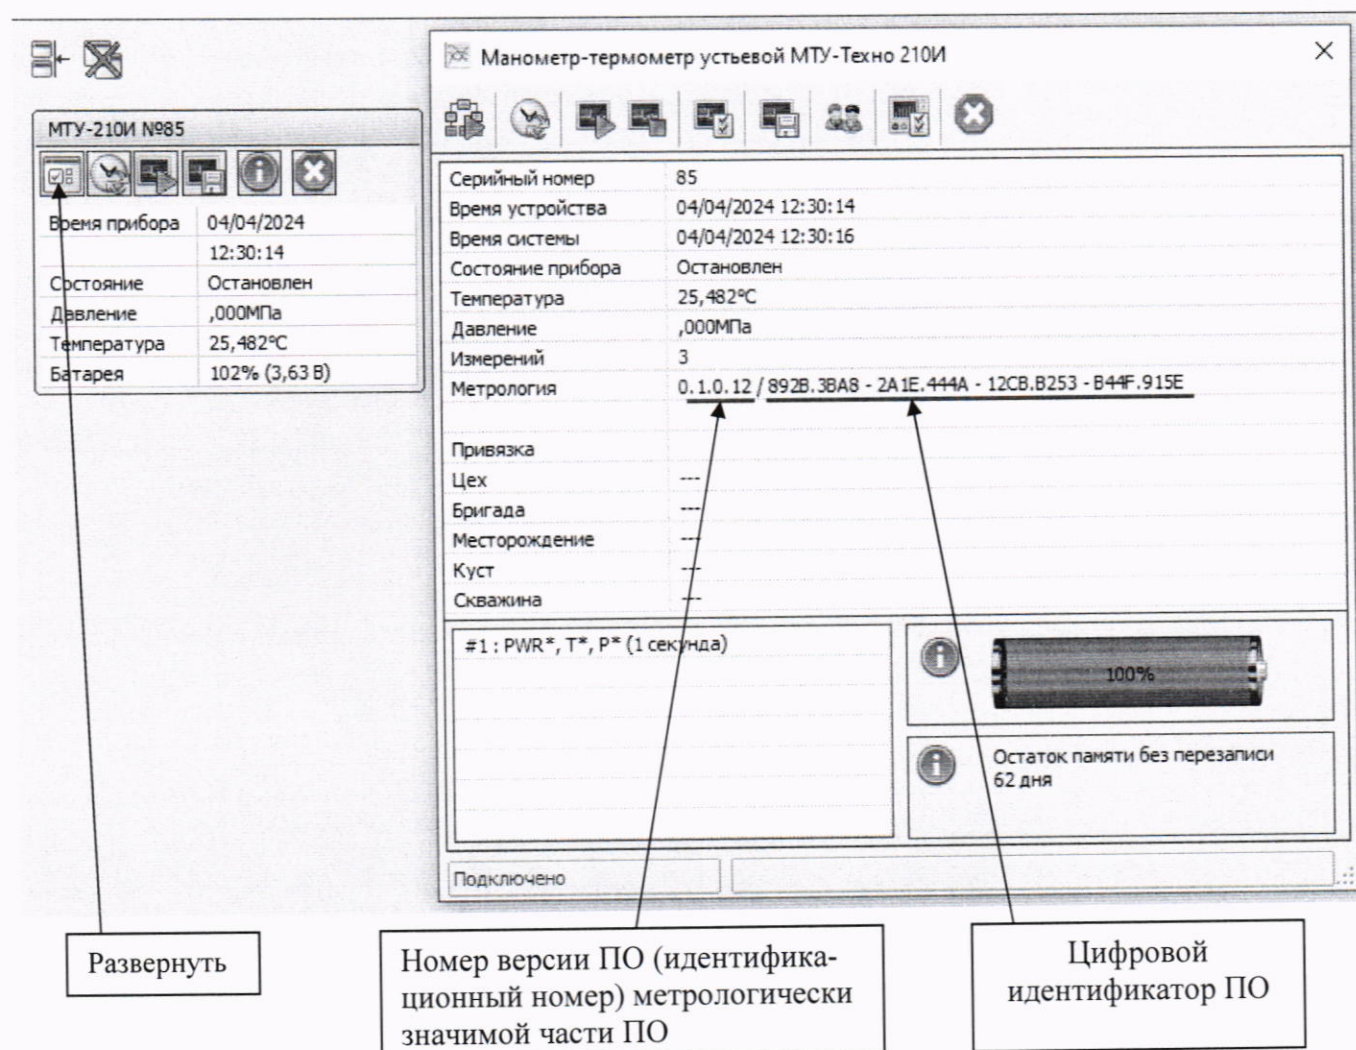 МТУ-210И №85
Время прибора 04/04/2024
12:30:14
Состояние Остановлен
Давление ,000МПа
Температура 25,482°C
Батарея 102% (3,63 В)
Манометр-термометр устьевой МТУ-Техно 210И
Серийный номер 85
Время устройства 04/04/2024 12:30:14
Время системы 04/04/2024 12:30:16
Состояние прибора Остановлен
Температура 25,482°C
Давление ,000МПа
Измерений 3
Метрология 0.1.0.12 / 892B.3BA8 - 2A1E.444A - 12CB.B253 - B44F.915E
Привязка
Цех ---
Бригада ---
Месторождение ---
Куст ---
Скважина ---
#1 : PWR*, T*, P* (1 секунда)
100%
Остаток памяти без перезаписи
62 дня
Подключено
Развернуть
Номер версии ПО (идентифика-
ционный номер) метрологически
значимой части ПО
Цифровой
идентификатор ПО